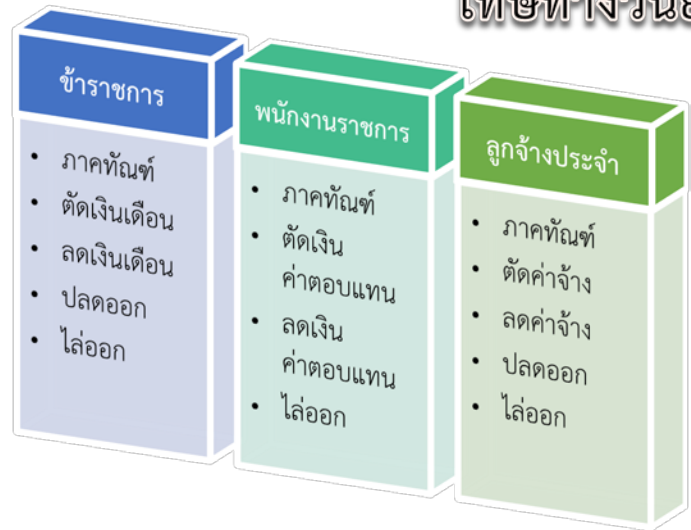 ข้าราชการ
• ภาคทัณฑ์
• ตัดเงินเดือน
• ลดเงินเดือน
• ปลดออก
• ไล่ออก
พนักงานราชการ
• ภาคทัณฑ์
• ตัดเงิน
ค่าตอบแทน
• ลดเงิน
ค่าตอบแทน
• ไล่ออก
ลูกจ้างประจำ
• ภาคทัณฑ์
• ตัดค่าจ้าง
• ลดค่าจ้าง
• ปลดออก
• ไล่ออก